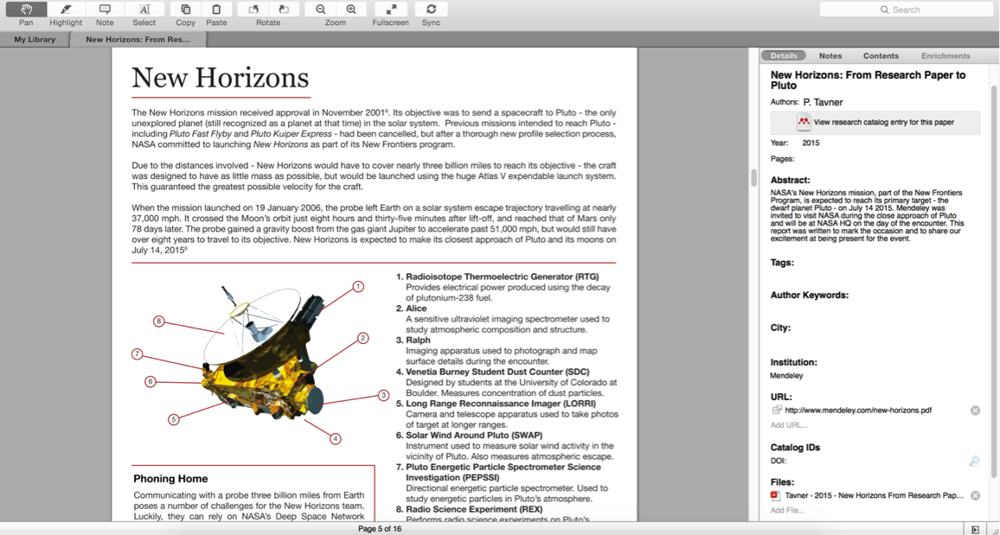 Search
Pan Highlight Note Select Copy Paste Rotate Zoom Fullscreen Sync
My Library New Horizons: From Res...
New Horizons
The New Horizons mission received approval in November 2001⁶. Its objective was to send a spacecraft to Pluto - the only
unexplored planet (still recognized as a planet at that time) in the solar system. Previous missions intended to reach Pluto -
including Pluto Fast Flyby and Pluto Kuiper Express - had been cancelled, but after a thorough new profile selection process,
NASA committed to launching New Horizons as part of its New Frontiers program.
Due to the distances involved - New Horizons would have to cover nearly three billion miles to reach its objective - the craft
was designed to have as little mass as possible, but would be launched using the huge Atlas V expendable launch system.
This guaranteed the greatest possible velocity for the craft.
When the mission launched on 19 January 2006, the probe left Earth on a solar system escape trajectory travelling at nearly
37,000 mph. It crossed the Moon's orbit just eight hours and thirty-five minutes after lift-off, and reached that of Mars only
78 days later. The probe gained a gravity boost from the gas giant Jupiter to accelerate past 51,000 mph, but would still have
over eight years to travel to its objective. New Horizons is expected to make its closest approach of Pluto and its moons on
July 14, 2015⁶
1
2
3
4
5
6
7
8
1. Radioisotope Thermoelectric Generator (RTG)
Provides electrical power produced using the decay
of plutonium-238 fuel.
2. Alice
A sensitive ultraviolet imaging spectrometer used to
study atmospheric composition and structure.
3. Ralph
Imaging apparatus used to photograph and map
surface details during the encounter.
4. Venetia Burney Student Dust Counter (SDC)
Designed by students at the University of Colorado at
Boulder. Measures concentration of dust particles.
5. Long Range Reconnaissance Imager (LORRI)
Camera and telescope apparatus used to take photos
of target at longer ranges.
6. Solar Wind Around Pluto (SWAP)
Instrument used to measure solar wind activity in the
vicinity of Pluto. Also measures atmospheric escape.
7. Pluto Energetic Particle Spectrometer Science
Investigation (PEPSSI)
Directional energetic particle spectrometer. Used to
study energetic particles in Pluto's atmosphere.
8. Radio Science Experiment (REX)
Performs radio science experiments on Pluto's
Phoning Home
Communicating with a probe three billion miles from Earth
poses a number of challenges for the New Horizons team.
Luckily, they can rely on NASA's Deep Space Network
Page 5 of 16
Details Notes Contents Enrichments
New Horizons: From Research Paper to
Pluto
Authors: P. Tavner
View research catalog entry for this paper
Year: 2015
Pages:
Abstract:
NASA's New Horizons mission, part of the New Frontiers
Program, is expected to reach its primary target - the
dwarf planet Pluto - on July 14 2015. Mendeley was
invited to visit NASA during the close approach of Pluto
and will be at NASA HQ on the day of the encounter. This
report was written to mark the occasion and to share our
excitement at being present for the event.
Tags:
Author Keywords:
City:
Institution:
Mendeley
URL:
http://www.mendeley.com/new-horizons.pdf
Add URL...
Catalog IDs
DOI:
Files:
Tavner - 2015 - New Horizons From Research Pap...
Add File...